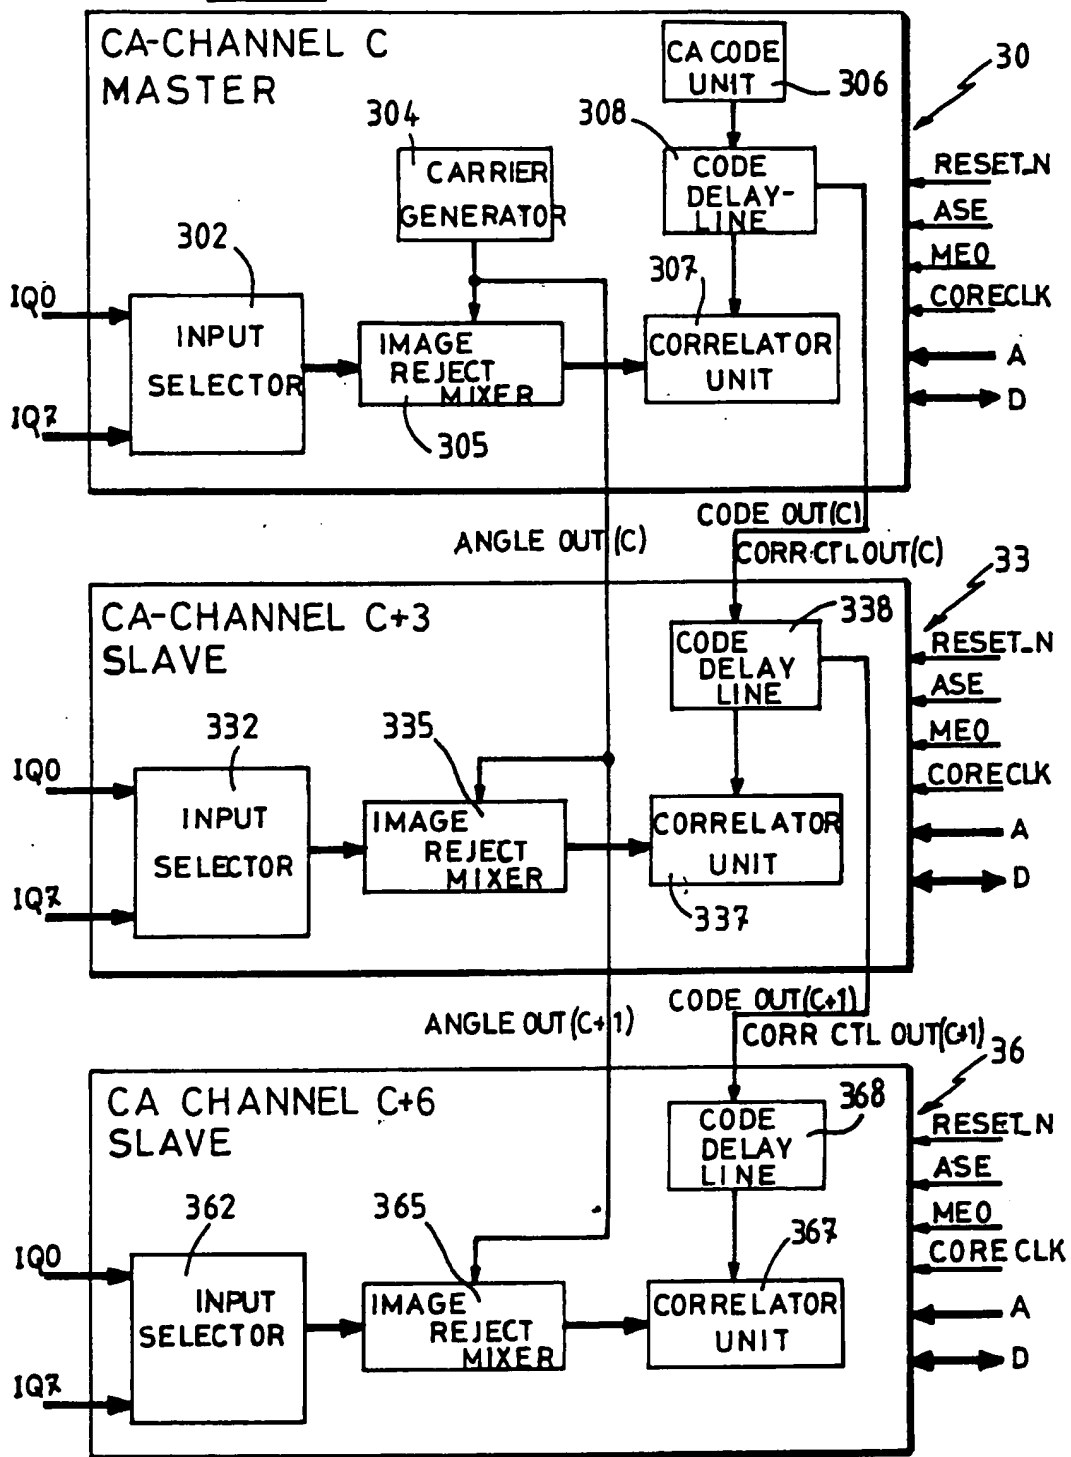 CA-CHANNEL C
MASTER
CA CODE
UNIT
306
30
304
308
CARRIER
GENERATOR
CODE
DELAY-
LINE
RESET_N
ASE
MEO
CORECLK
A
D
302
307
IQ0
INPUT
SELECTOR
IMAGE
REJECT
MIXER
CORRELATOR
UNIT
IQ7
305
ANGLE OUT(C)
CODE OUT(C)
CORR CTL OUT(C)
33
CA-CHANNEL C+3
SLAVE
338
CODE
DELAY
LINE
RESET_N
ASE
MEO
CORECLK
A
D
332
335
IQ0
INPUT
SELECTOR
IMAGE
REJECT
MIXER
CORRELATOR
UNIT
IQ7
337
ANGLE OUT(C+1)
CODE OUT(C+1)
CORR CTL OUT(C+1)
36
CA CHANNEL C+6
SLAVE
368
CODE
DELAY
LINE
RESET_N
ASE
MEO
CORE CLK
A
D
362
365
367
IQ0
INPUT
SELECTOR
IMAGE
REJECT
MIXER
CORRELATOR
UNIT
IQ7